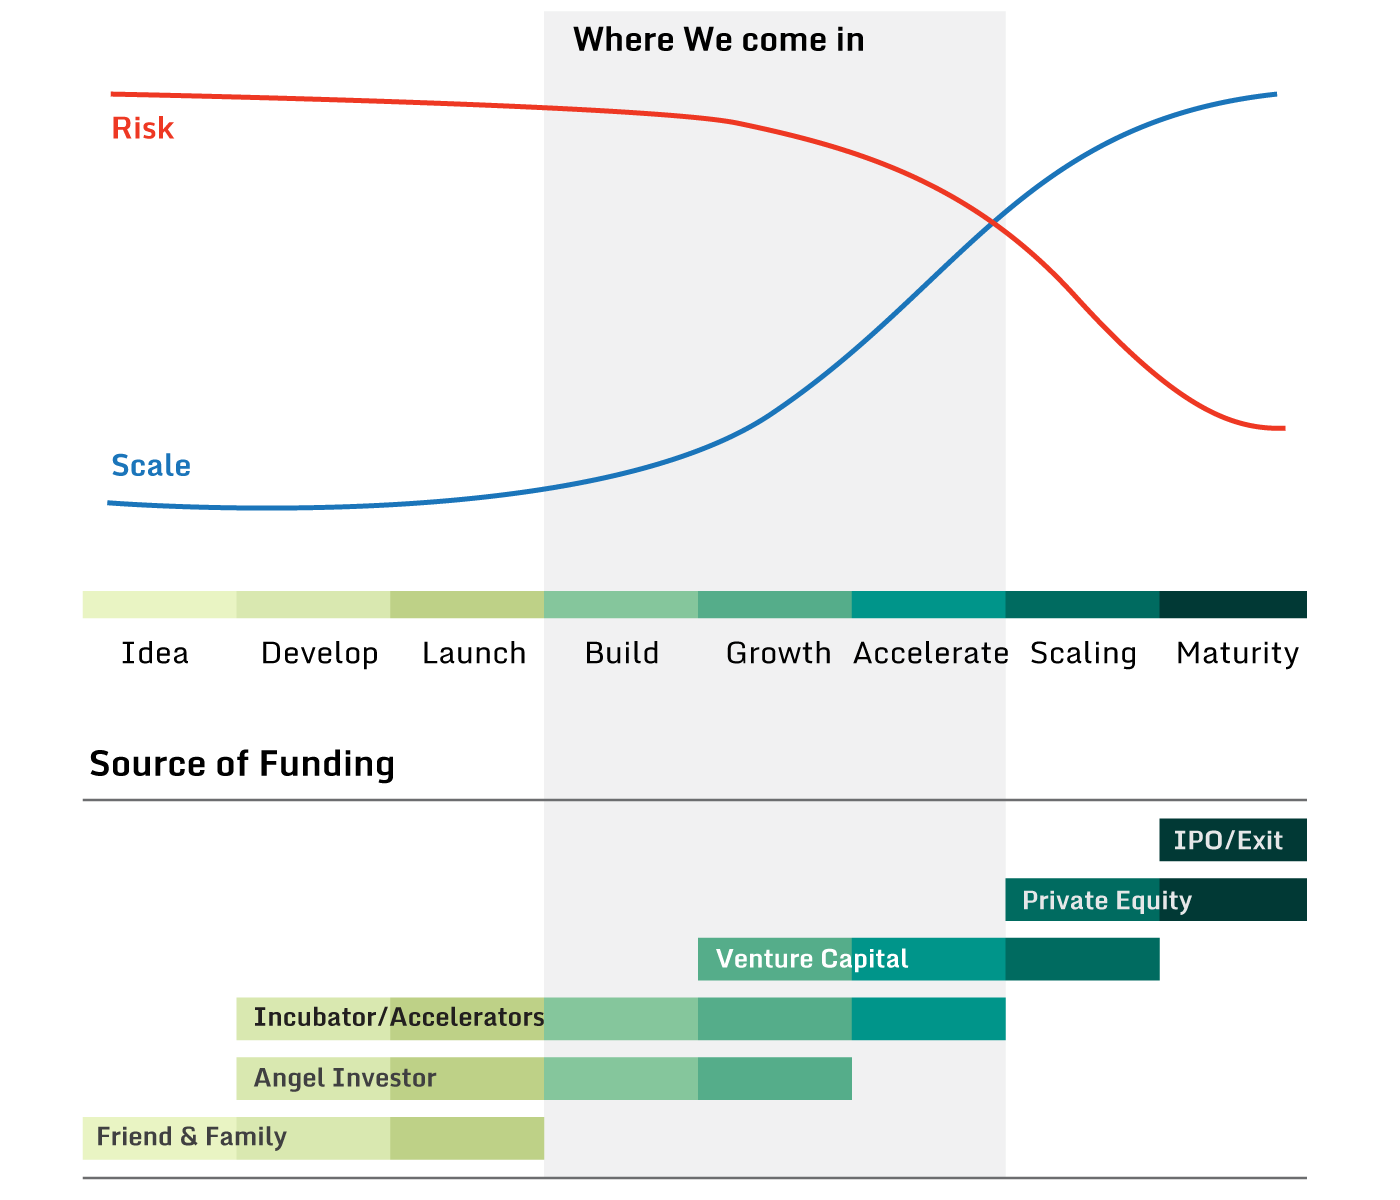 Where We come in
Risk
Scale
Idea
Develop
Launch
Build
Growth
Accelerate
Scaling
Maturity
Source of Funding
IPO/Exit
Private Equity
Venture Capital
Incubator/Accelerators
Angel Investor
Friend & Family